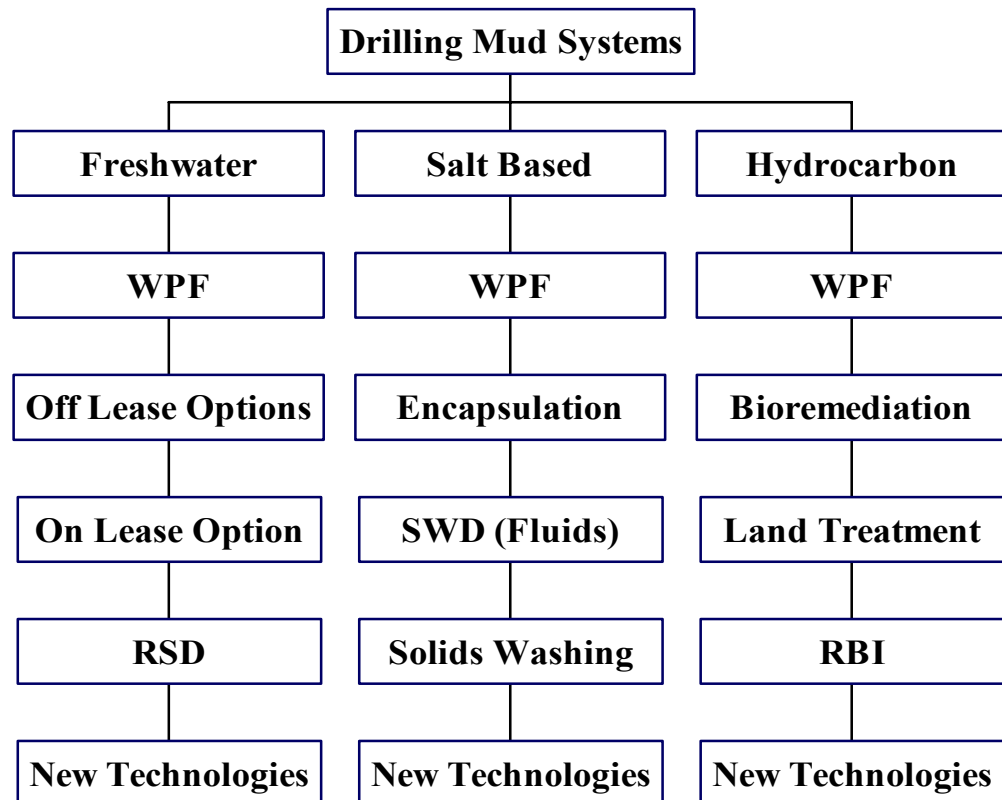 Drilling Mud Systems
Freshwater
Salt Based
Hydrocarbon
WPF
WPF
WPF
Off Lease Options
Encapsulation
Bioremediation
On Lease Option
SWD (Fluids)
Land Treatment
RSD
Solids Washing
RBI
New Technologies
New Technologies
New Technologies